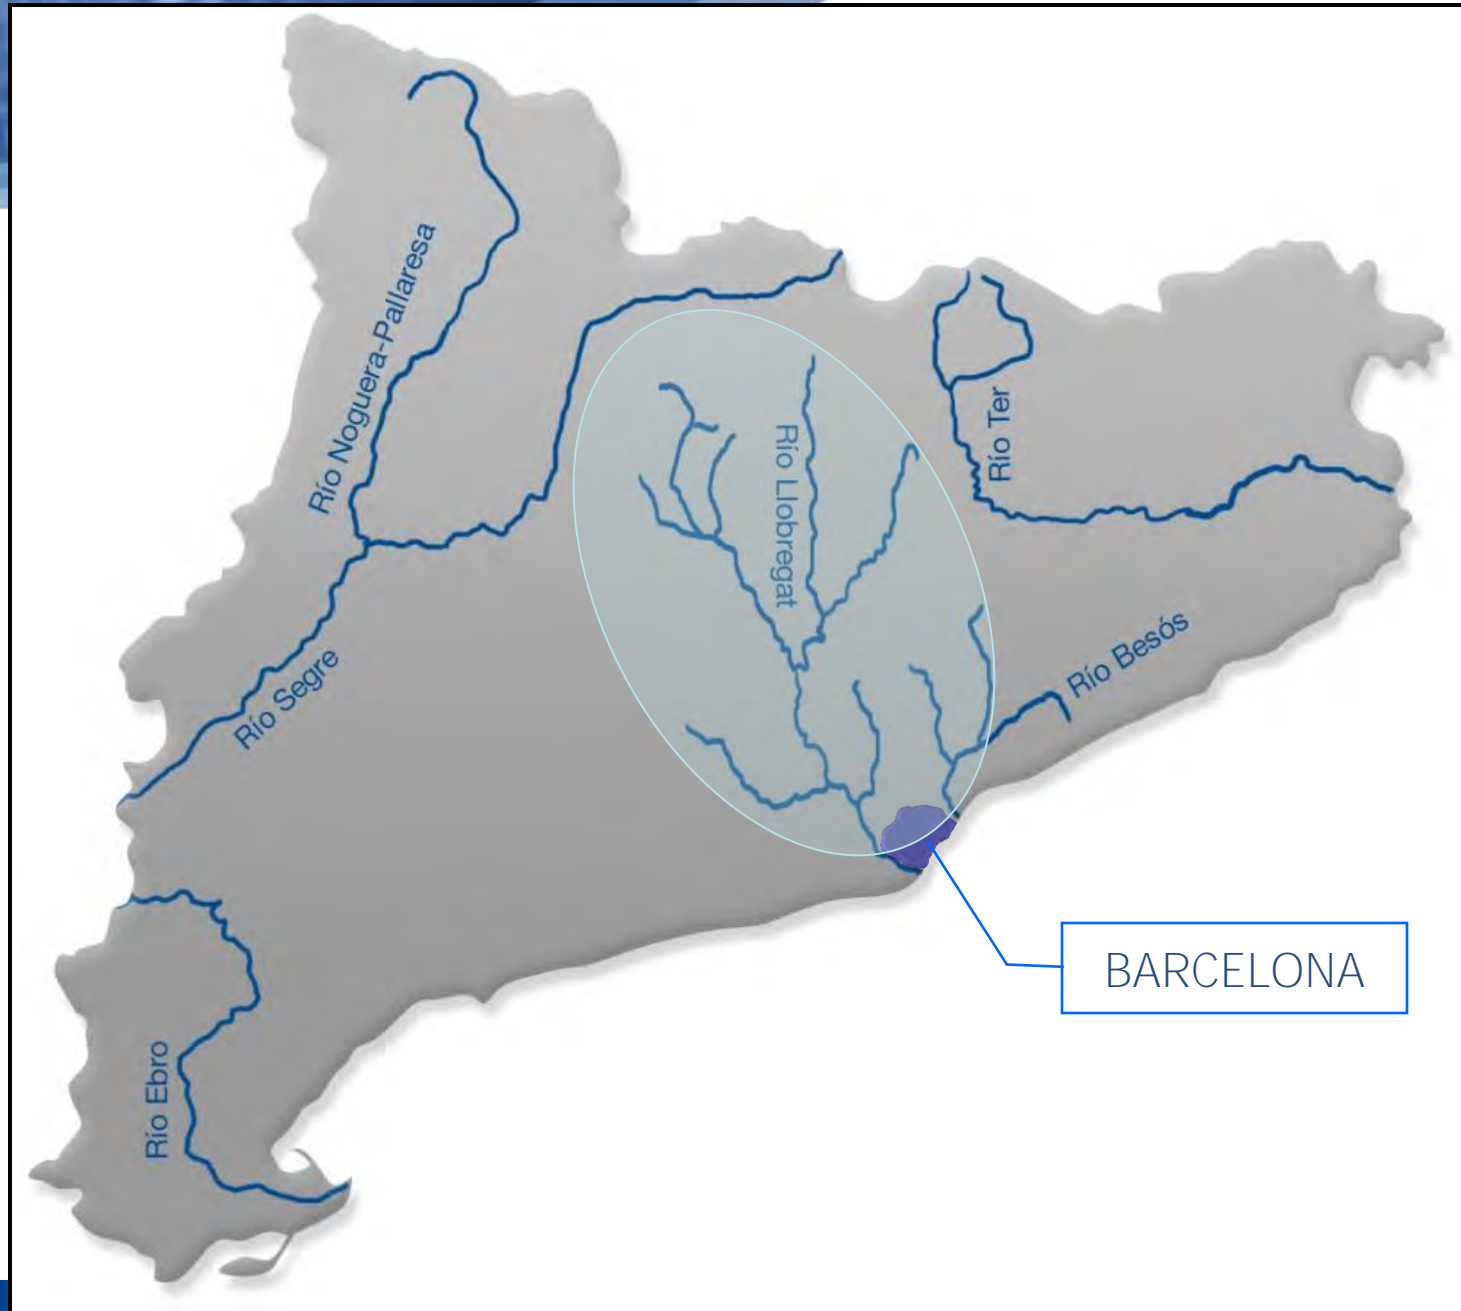 Río Noguera-Pallaresa
Río Ter
Río Llobregat
Río Besós
Río Segre
BARCELONA
Río Ebro